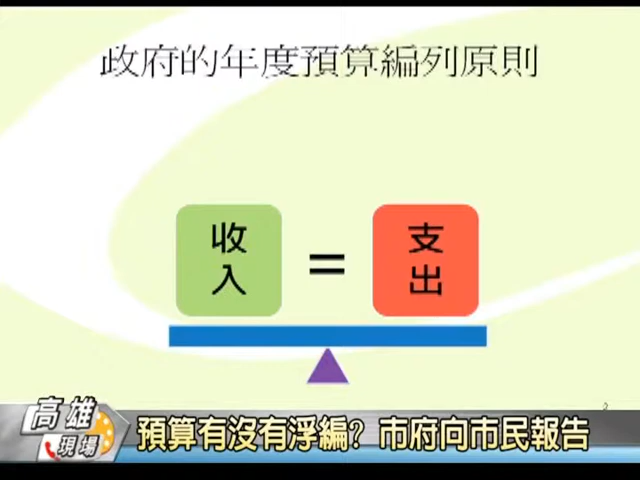 政府的年度預算編列原則
收入
=
支出
2
高雄
現場
預算有沒有浮編? 市府向市民報告